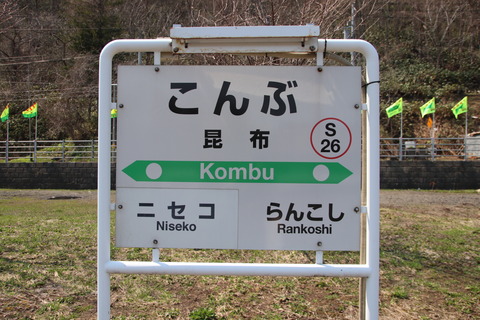 こんぶ
昆布
S
26
Kombu
ニセコ
Niseko
らんこし
Rankoshi